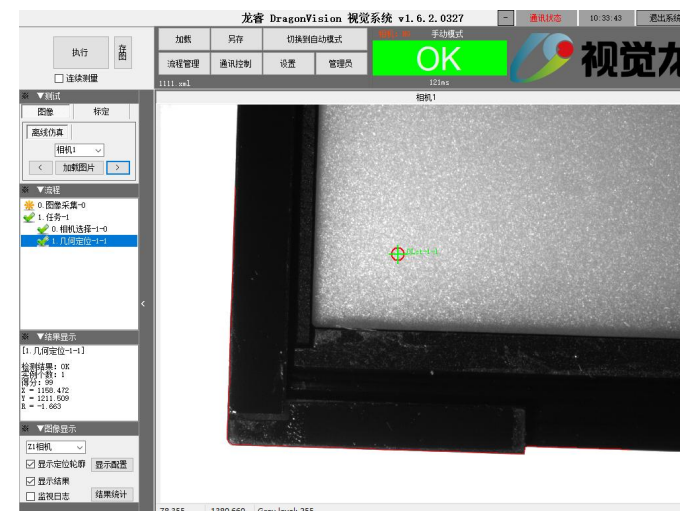 龙睿 DragonVision 视觉系统 v1.6.2.0327
- 通讯状态 10:33:43 退出系统
执行 存图
连续测量
加载 另存 切换到自动模式
流程管理 通讯控制 设置 管理员
1111.xml
手动模式
OK
121ms
视觉龙
※ ▼测试
图像 标定
离线仿真
相机1
< 加载图片 >
※ ▼流程
0.图像采集-0
1.任务-1
0.相机选择-1-0
1.几何定位-1-1
※ ▼结果显示
[1.几何定位-1-1]
检测结果: OK
实例个数: 1
得分: 99
X = 1158.472
Y = 1211.509
R = -1.663
※ ▼图像显示
Z1相机
显示定位轮廓 显示配置
显示结果
监视日志 结果统计
相机1
<